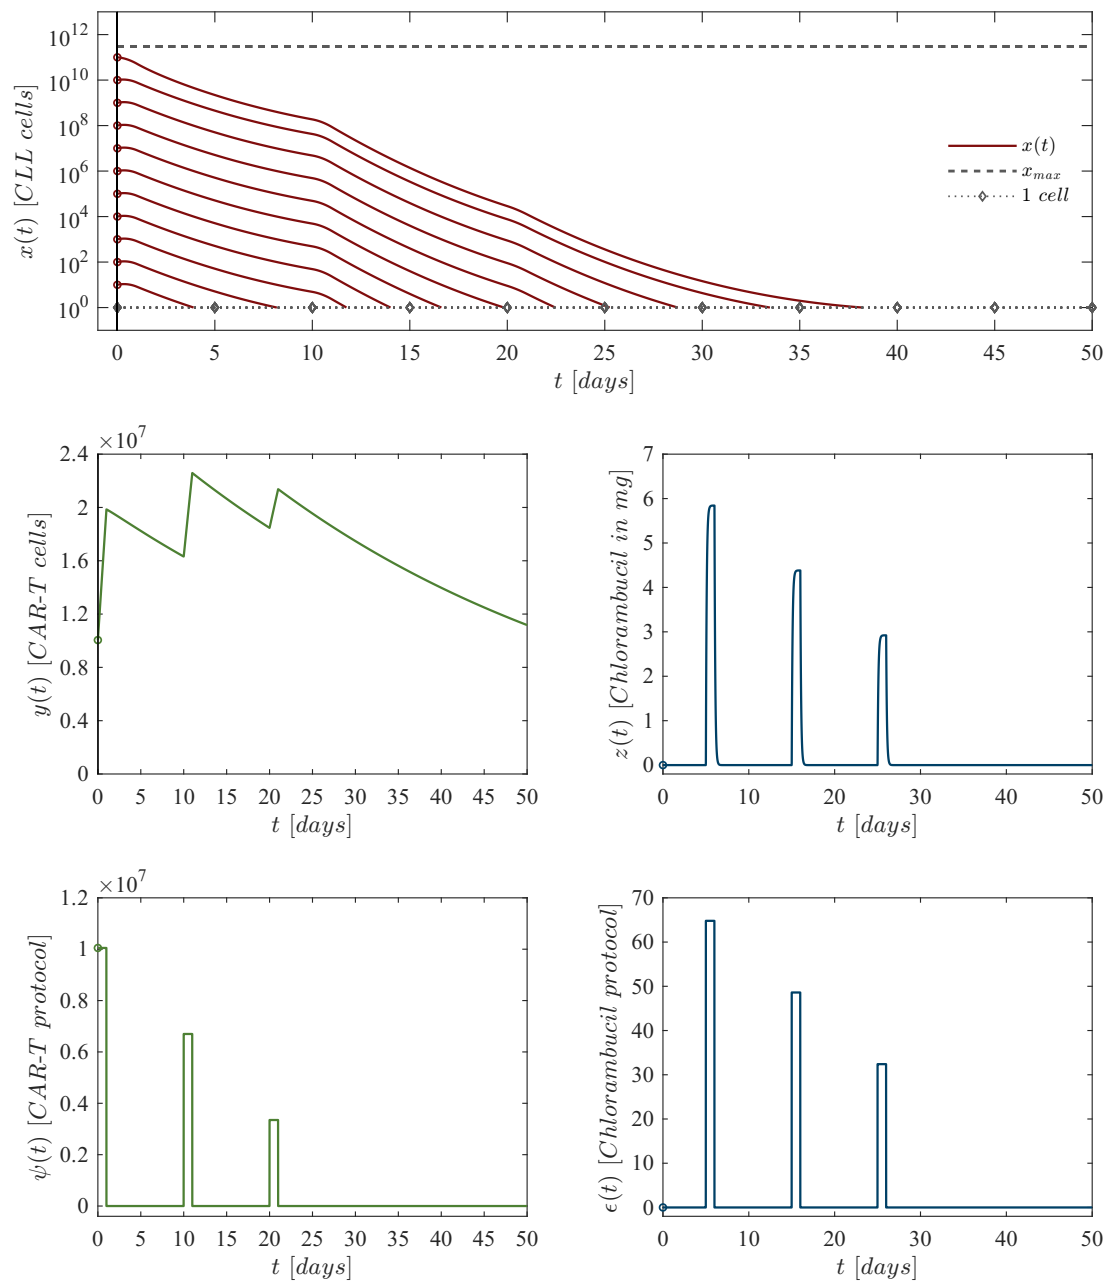 x(t) [CLL cells]
10^12
10^10
10^8
10^6
10^4
10^2
10^0
x(t)
x_max
1 cell
0 5 10 15 20 25 30 35 40 45 50
t [days]
×10^7
y(t) [CAR-T cells]
2.4
2
1.6
1.2
0.8
0.4
0
0 5 10 15 20 25 30 35 40 45 50
t [days]
z(t) [Chlorambucil in mg]
7
6
5
4
3
2
1
0
0 10 20 30 40 50
t [days]
×10^7
ψ(t) [CAR-T protocol]
1.2
1
0.8
0.6
0.4
0.2
0
0 5 10 15 20 25 30 35 40 45 50
t [days]
ϵ(t) [Chlorambucil protocol]
70
60
50
40
30
20
10
0
0 10 20 30 40 50
t [days]